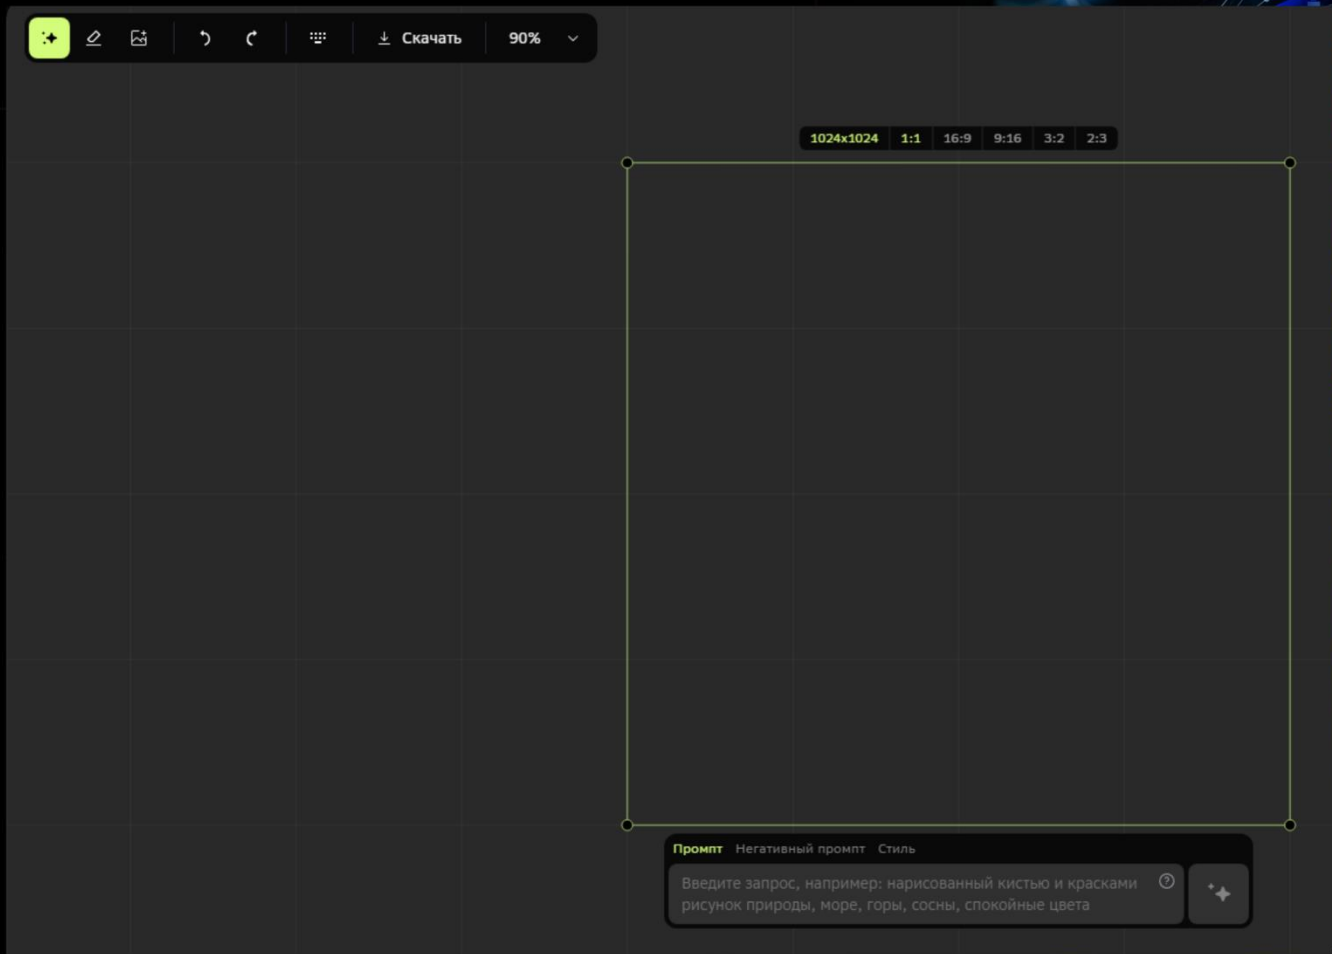 Скачать 90%
1024x1024 1:1 16:9 9:16 3:2 2:3
Промпт Негативный промпт Стиль
Введите запрос, например: нарисованный кистью и красками
рисунок природы, море, горы, сосны, спокойные цвета